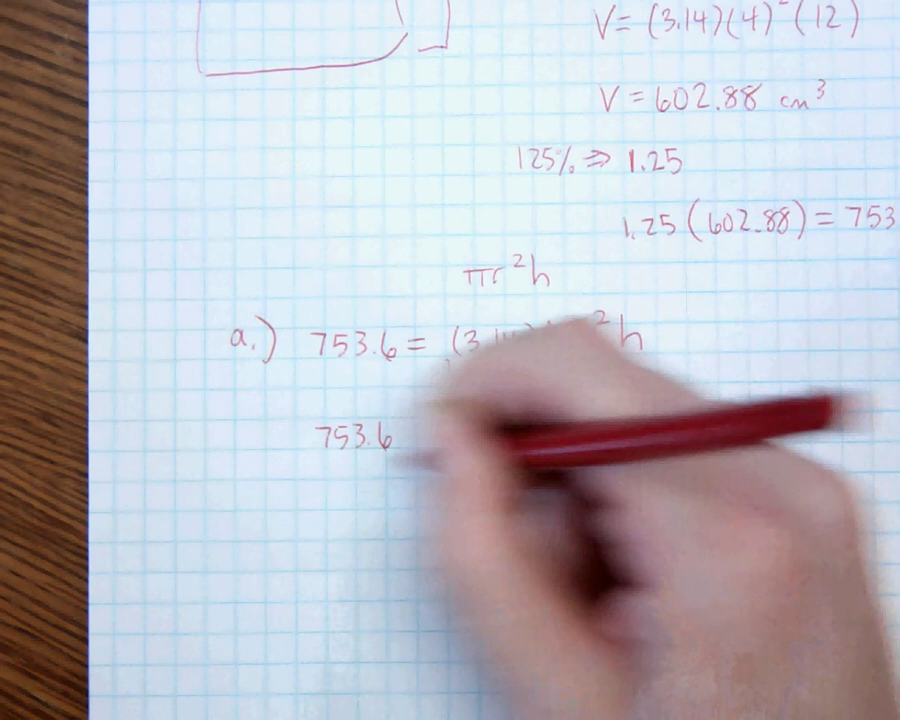 V = (3.14)(4)²(12)
V = 602.88 cm³
125% ⇒ 1.25
1.25 (602.88) = 753
πr²h
a.) 753.6 = (3.14) ² h
753.6